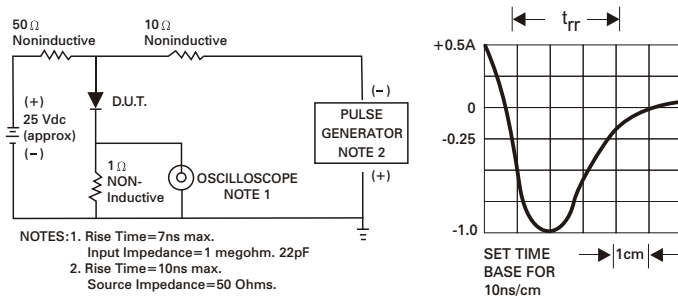 50Ω
Noninductive
10Ω
Noninductive
(+)
25 Vdc
(approx)
(-)
D.U.T.
1Ω
NON-
Inductive
OSCILLOSCOPE
NOTE 1
(-)
PULSE
GENERATOR
NOTE 2
(+)
NOTES:1. Rise Time=7ns max.
Input Impedance=1 megohm. 22pF
2. Rise Time=10ns max.
Source Impedance=50 Ohms.
trr
+0.5A
0
-0.25
-1.0
SET TIME
BASE FOR
10ns/cm
1cm